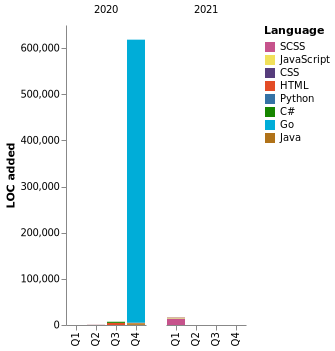 2020 2021
Language
SCSS
JavaScript
CSS
HTML
Python
C#
Go
Java
LOC added
600,000
500,000
400,000
300,000
200,000
100,000
0
Q1 Q2 Q3 Q4 Q1 Q2 Q3 Q4